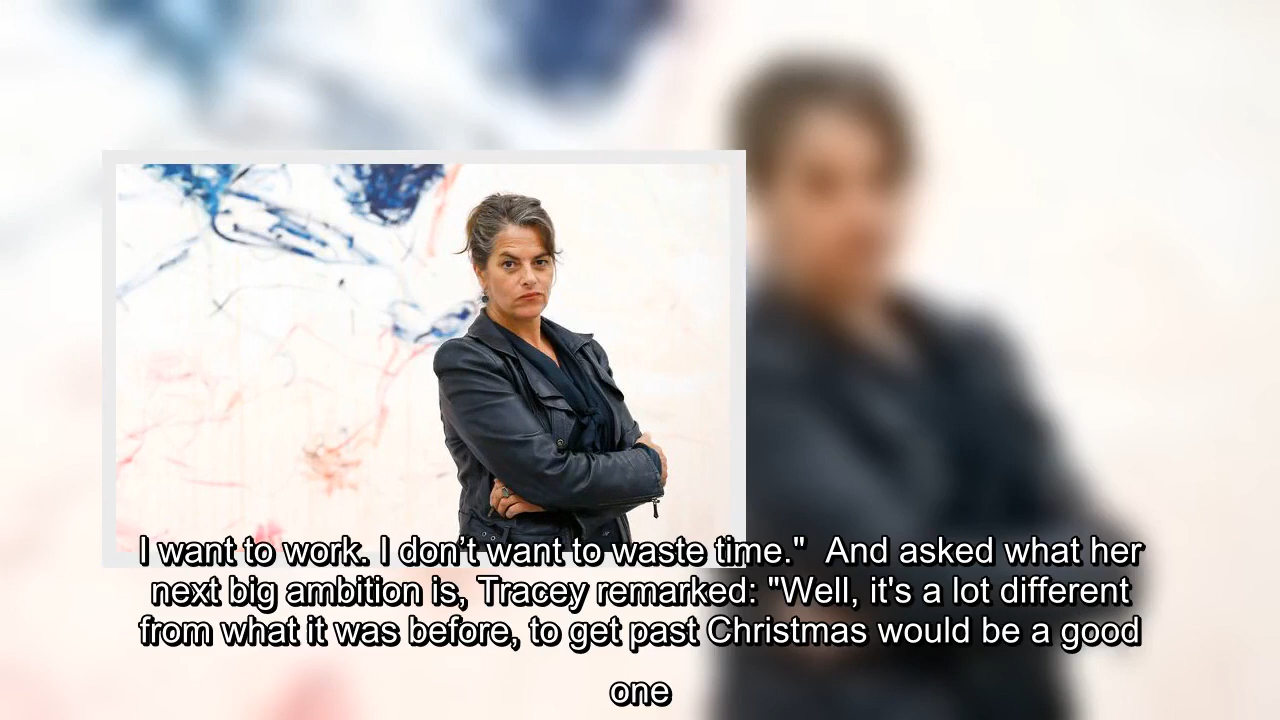 I want to work. I don’t want to waste time."  And asked what her
next big ambition is, Tracey remarked: "Well, it's a lot different
from what it was before, to get past Christmas would be a good
one